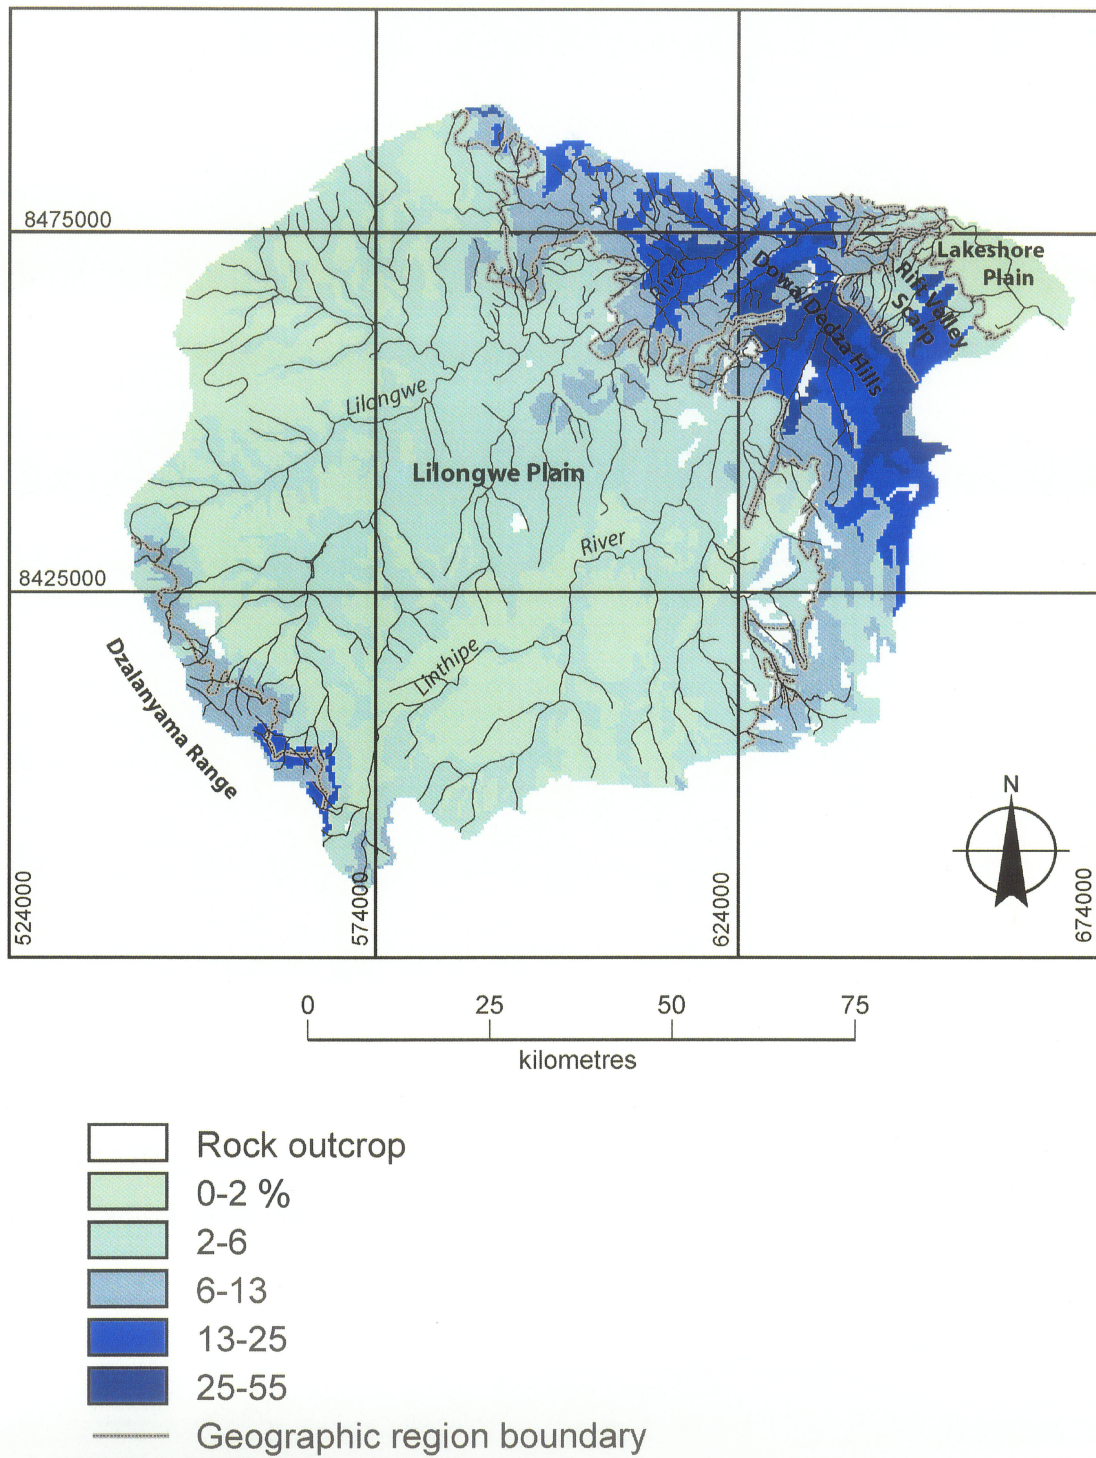 8475000
Lakeshore
Plain
River
Dowa/Dedza Hills
Rift Valley
Scarp
Lilongwe
Lilongwe Plain
River
8425000
Linthipe
Dzalanyama Range
N
524000
574000
624000
674000
0 25 50 75
kilometres
Rock outcrop
0-2 %
2-6
6-13
13-25
25-55
Geographic region boundary